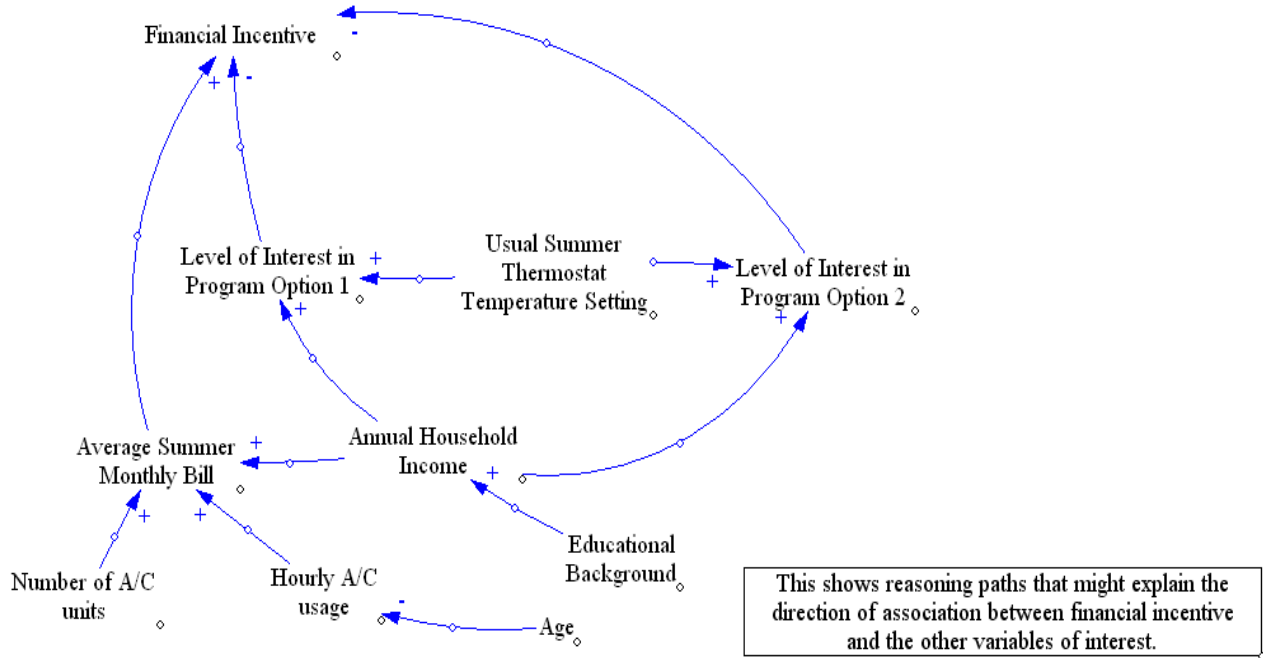 Financial Incentive
-
+
-
Level of Interest in
Program Option 1
+
+
Usual Summer
Thermostat
Temperature Setting
Level of Interest in
Program Option 2
+
+
Average Summer
Monthly Bill
+
+
+
Annual Household
Income
+
Educational
Background
Number of A/C
units
Hourly A/C
usage
-
Age
This shows reasoning paths that might explain the
direction of association between financial incentive
and the other variables of interest.